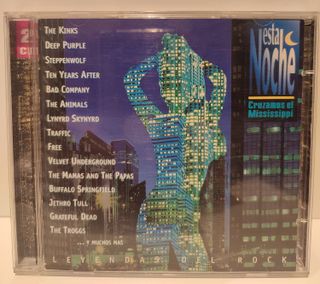 2
CD
THE KINKS
DEEP PURPLE
STEPPENWOLF
TEN YEARS AFTER
BAD COMPANY
THE ANIMALS
LYNYRD SKYNYRD
TRAFFIC
FREE
VELVET UNDERGROUND
THE MAMAS AND THE PAPAS
BUFFALO SPRINGFIELD
JETHRO TULL
GRATEFUL DEAD
THE TROGGS
... Y MUCHOS MAS
esta
Noche
Cruzamos el
Mississippi
LEYENDAS DEL ROCK